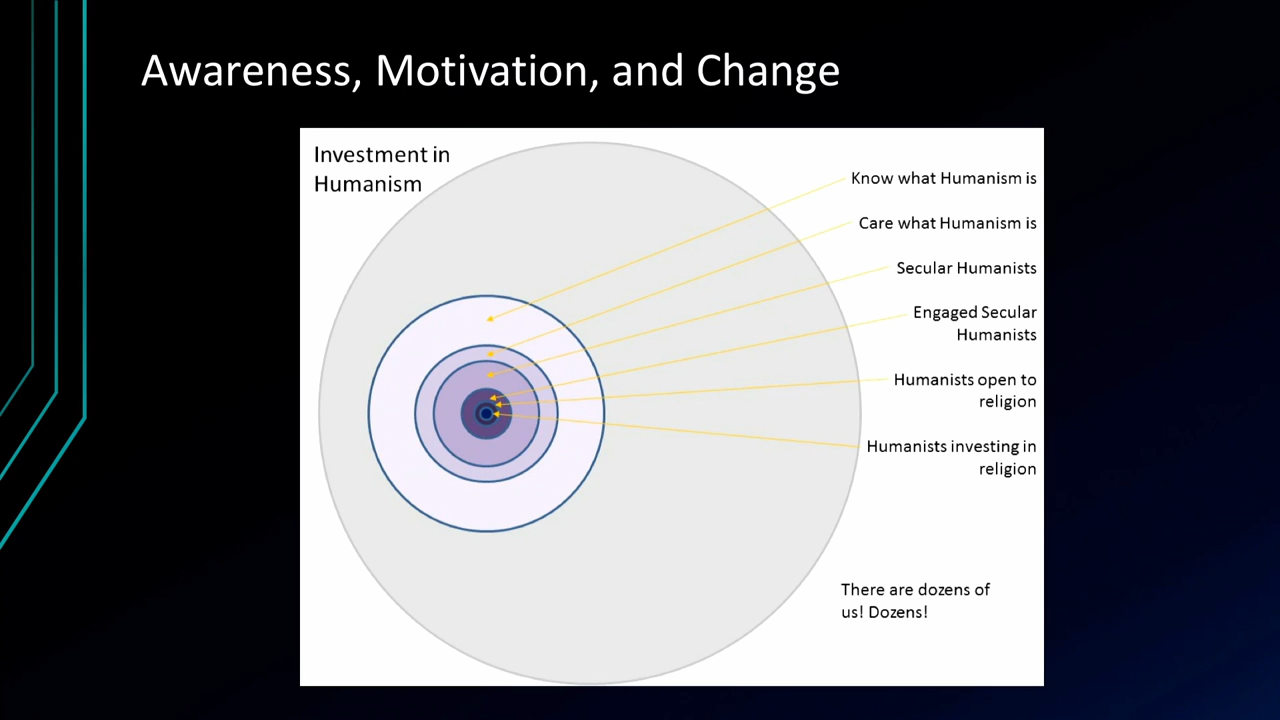 Awareness, Motivation, and Change
Investment in
Humanism
Know what Humanism is
Care what Humanism is
Secular Humanists
Engaged Secular
Humanists
Humanists open to
religion
Humanists investing in
religion
There are dozens of
us! Dozens!